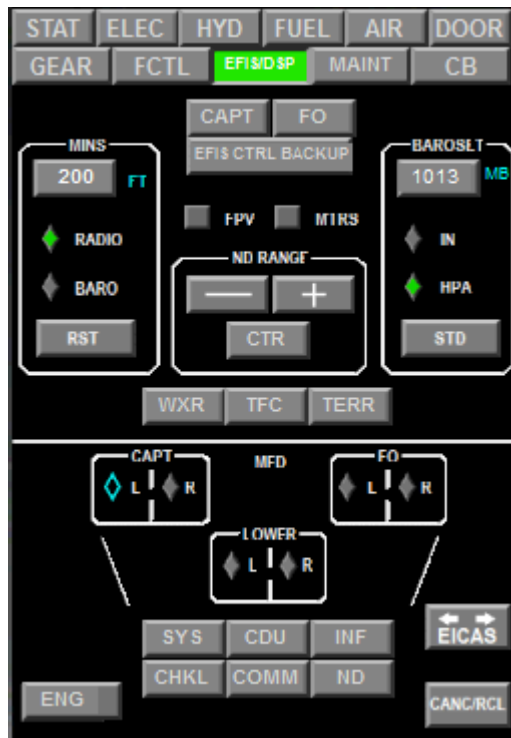 STAT ELEC HYD FUEL AIR DOOR
GEAR FCTL EFIS/DSP MAINT CB
CAPT FO
EFIS CTRL BACKUP
MINS
BAROSET
200 FT
1013 MB
FPV MTRS
RADIO
IN
ND RANGE
BARO
HPA
— +
RST
CTR
STD
WXR TFC TERR
CAPT MFD FO
L R
L R
LOWER
L R
SYS CDU INF
EICAS
CHKL COMM ND
ENG
CANC/RCL